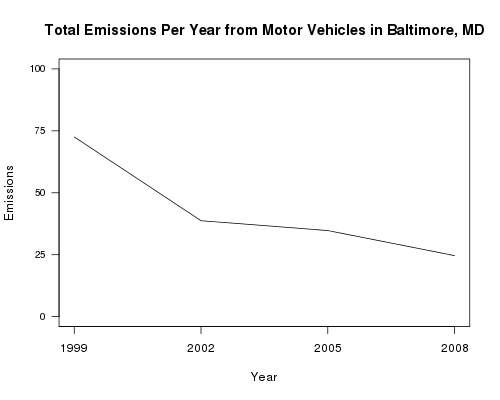 Total Emissions Per Year from Motor Vehicles in Baltimore, MD
100
75
50
25
0
Emissions
1999 2002 2005 2008
Year